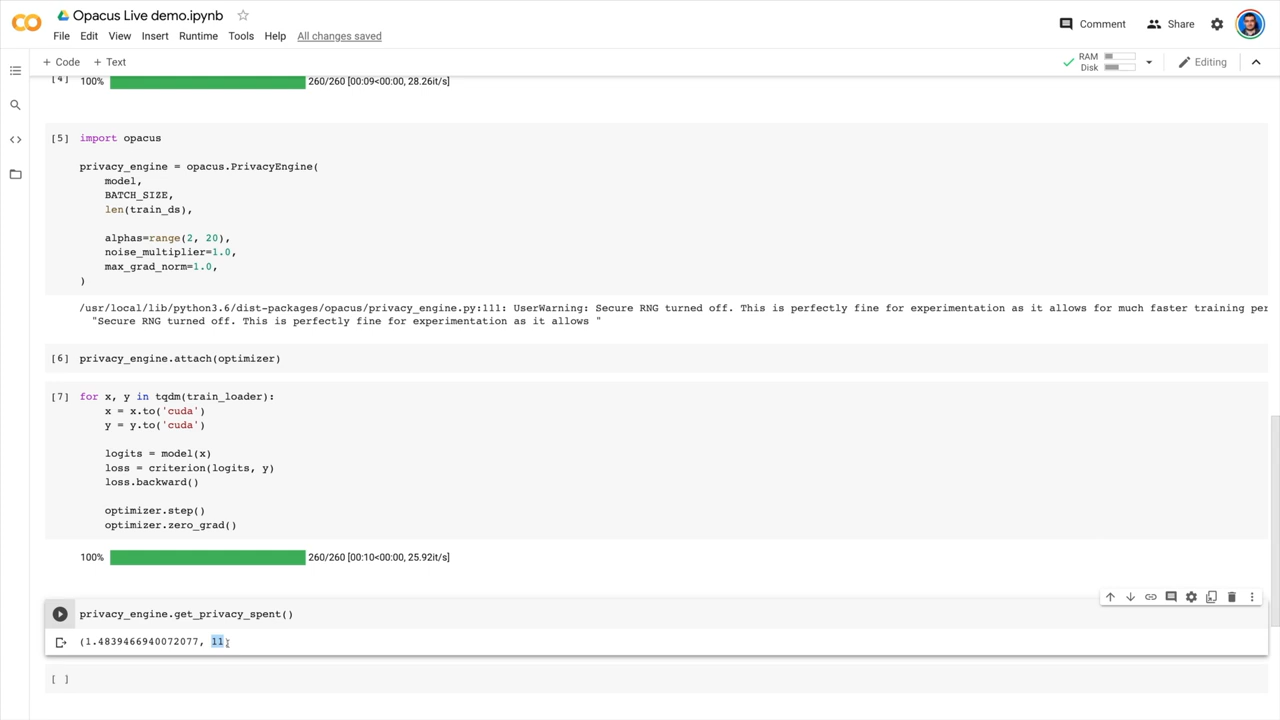 Opacus Live demo.ipynb
Comment
Share
File Edit View Insert Runtime Tools Help All changes saved
+ Code + Text
RAM
Disk
Editing
[4]
100% 260/260 [00:09<00:00, 28.26it/s]
[5] import opacus
privacy_engine = opacus.PrivacyEngine(
model,
BATCH_SIZE,
len(train_ds),
alphas=range(2, 20),
noise_multiplier=1.0,
max_grad_norm=1.0,
)
/usr/local/lib/python3.6/dist-packages/opacus/privacy_engine.py:111: UserWarning: Secure RNG turned off. This is perfectly fine for experimentation as it allows for much faster training per
"Secure RNG turned off. This is perfectly fine for experimentation as it allows "
[6] privacy_engine.attach(optimizer)
[7] for x, y in tqdm(train_loader):
x = x.to('cuda')
y = y.to('cuda')
logits = model(x)
loss = criterion(logits, y)
loss.backward()
optimizer.step()
optimizer.zero_grad()
100% 260/260 [00:10<00:00, 25.92it/s]
privacy_engine.get_privacy_spent()
(1.4839466940072077, 11)
[ ]